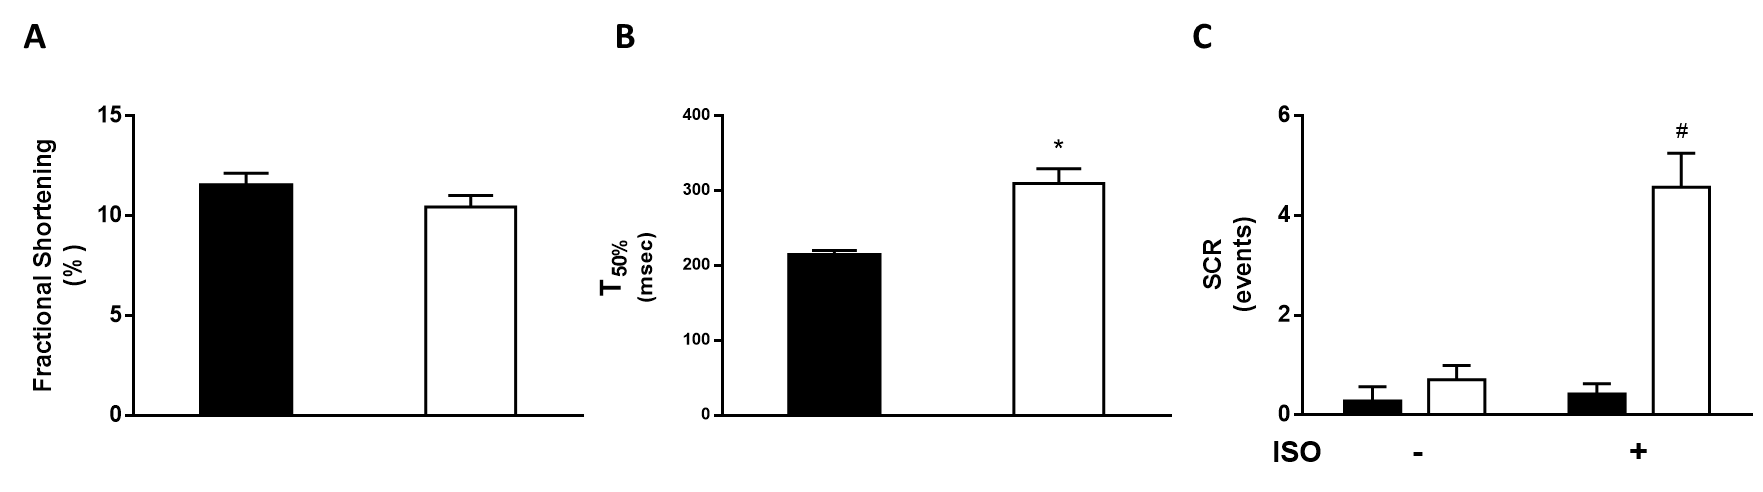 A
Fractional Shortening
(% )
15
10
5
0
B
T 50%
(msec)
400
300
200
100
0
*
C
SCR
(events)
6
4
2
0
#
ISO - +